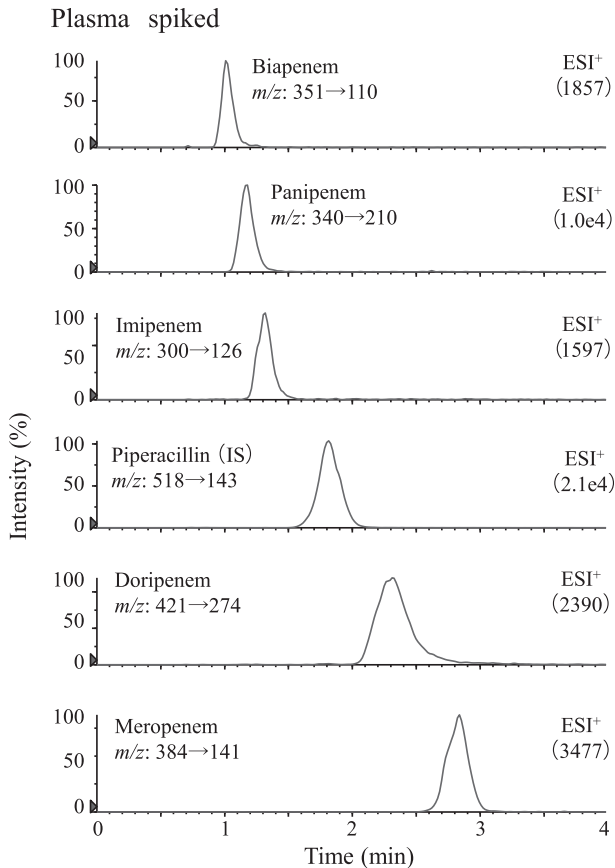 Plasma spiked
100
50
0
Biapenem
m/z: 351→110
ESI⁺
(1857)
100
50
0
Panipenem
m/z: 340→210
ESI⁺
(1.0e4)
100
50
0
Imipenem
m/z: 300→126
ESI⁺
(1597)
100
50
0
Piperacillin (IS)
m/z: 518→143
ESI⁺
(2.1e4)
100
50
0
Doripenem
m/z: 421→274
ESI⁺
(2390)
100
50
0
Meropenem
m/z: 384→141
ESI⁺
(3477)
Intensity (%)
0 1 2 3 4
Time (min)